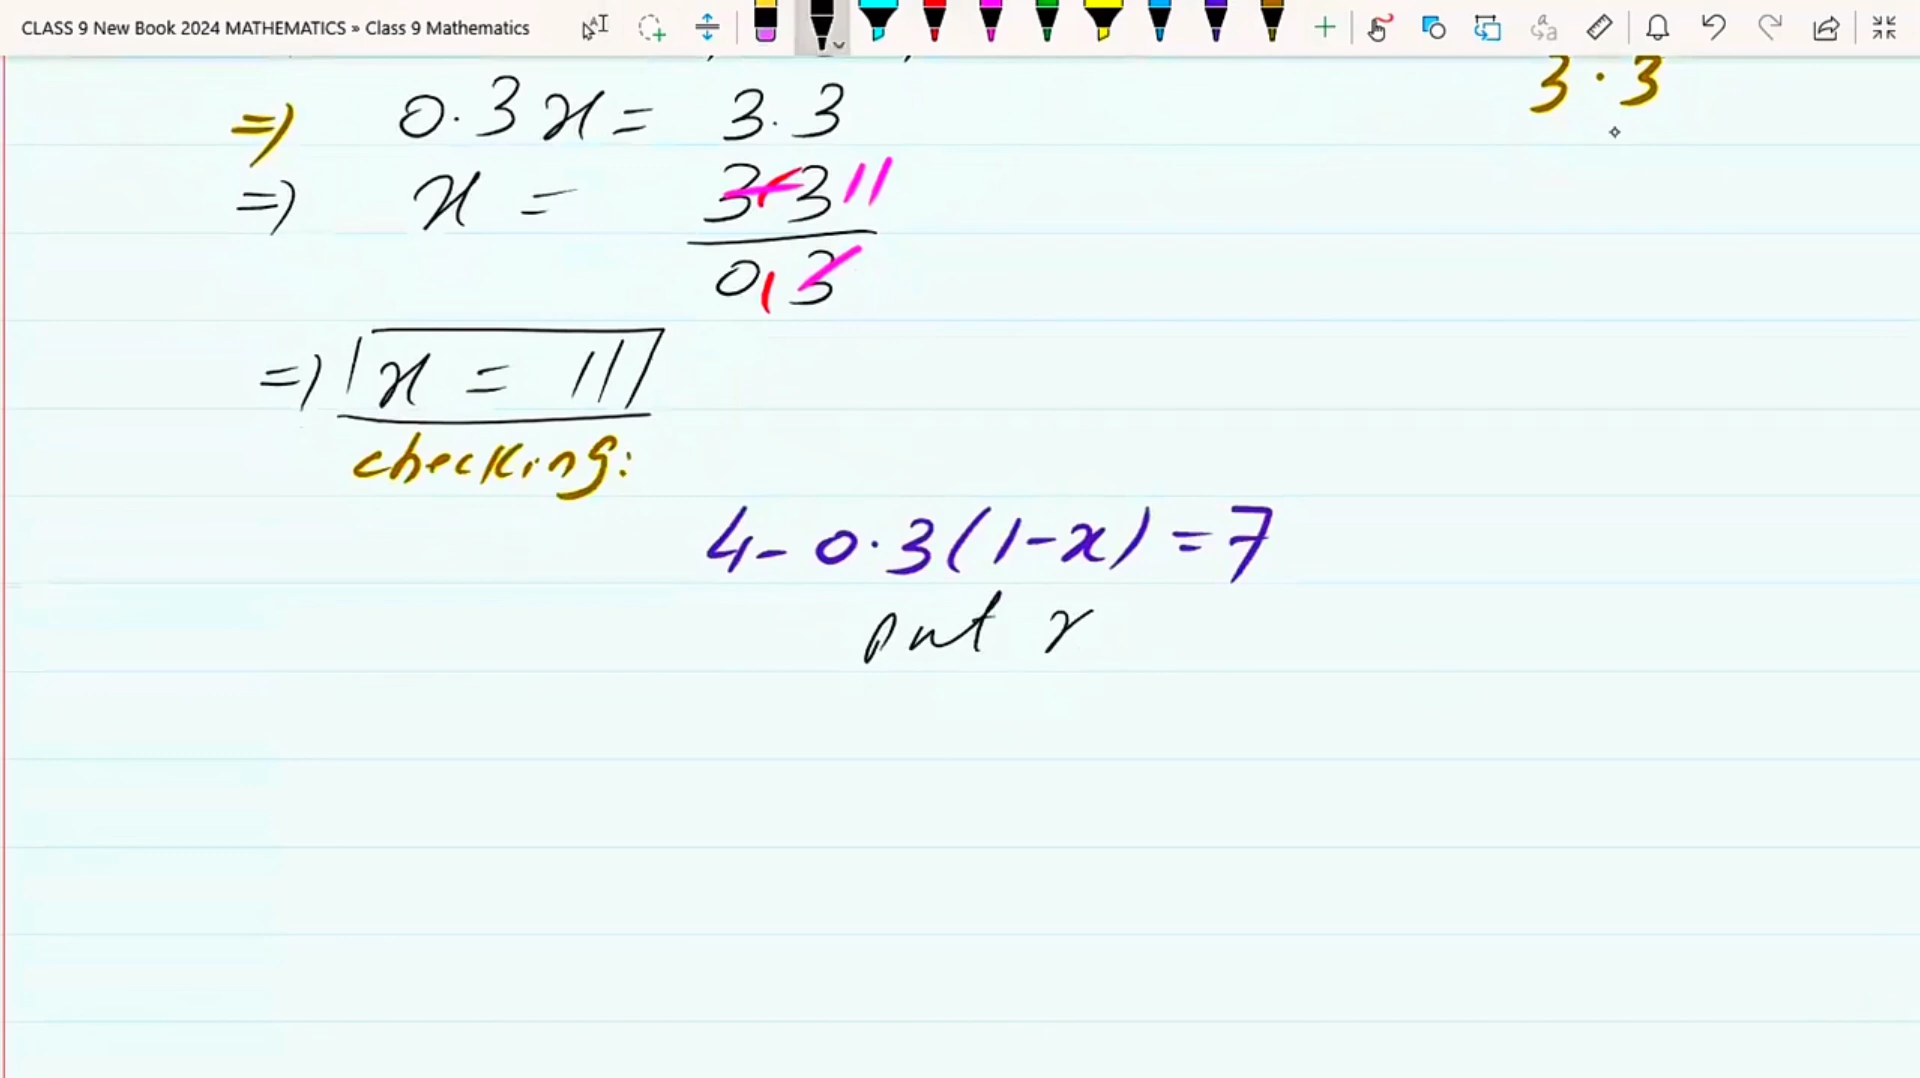 CLASS 9 New Book 2024 MATHEMATICS » Class 9 Mathematics
3.3
=> 0.3x = 3.3
=> x = 3.3 11
0.3
=> x = 11
checking:
4 - 0.3(1-x) = 7
put x